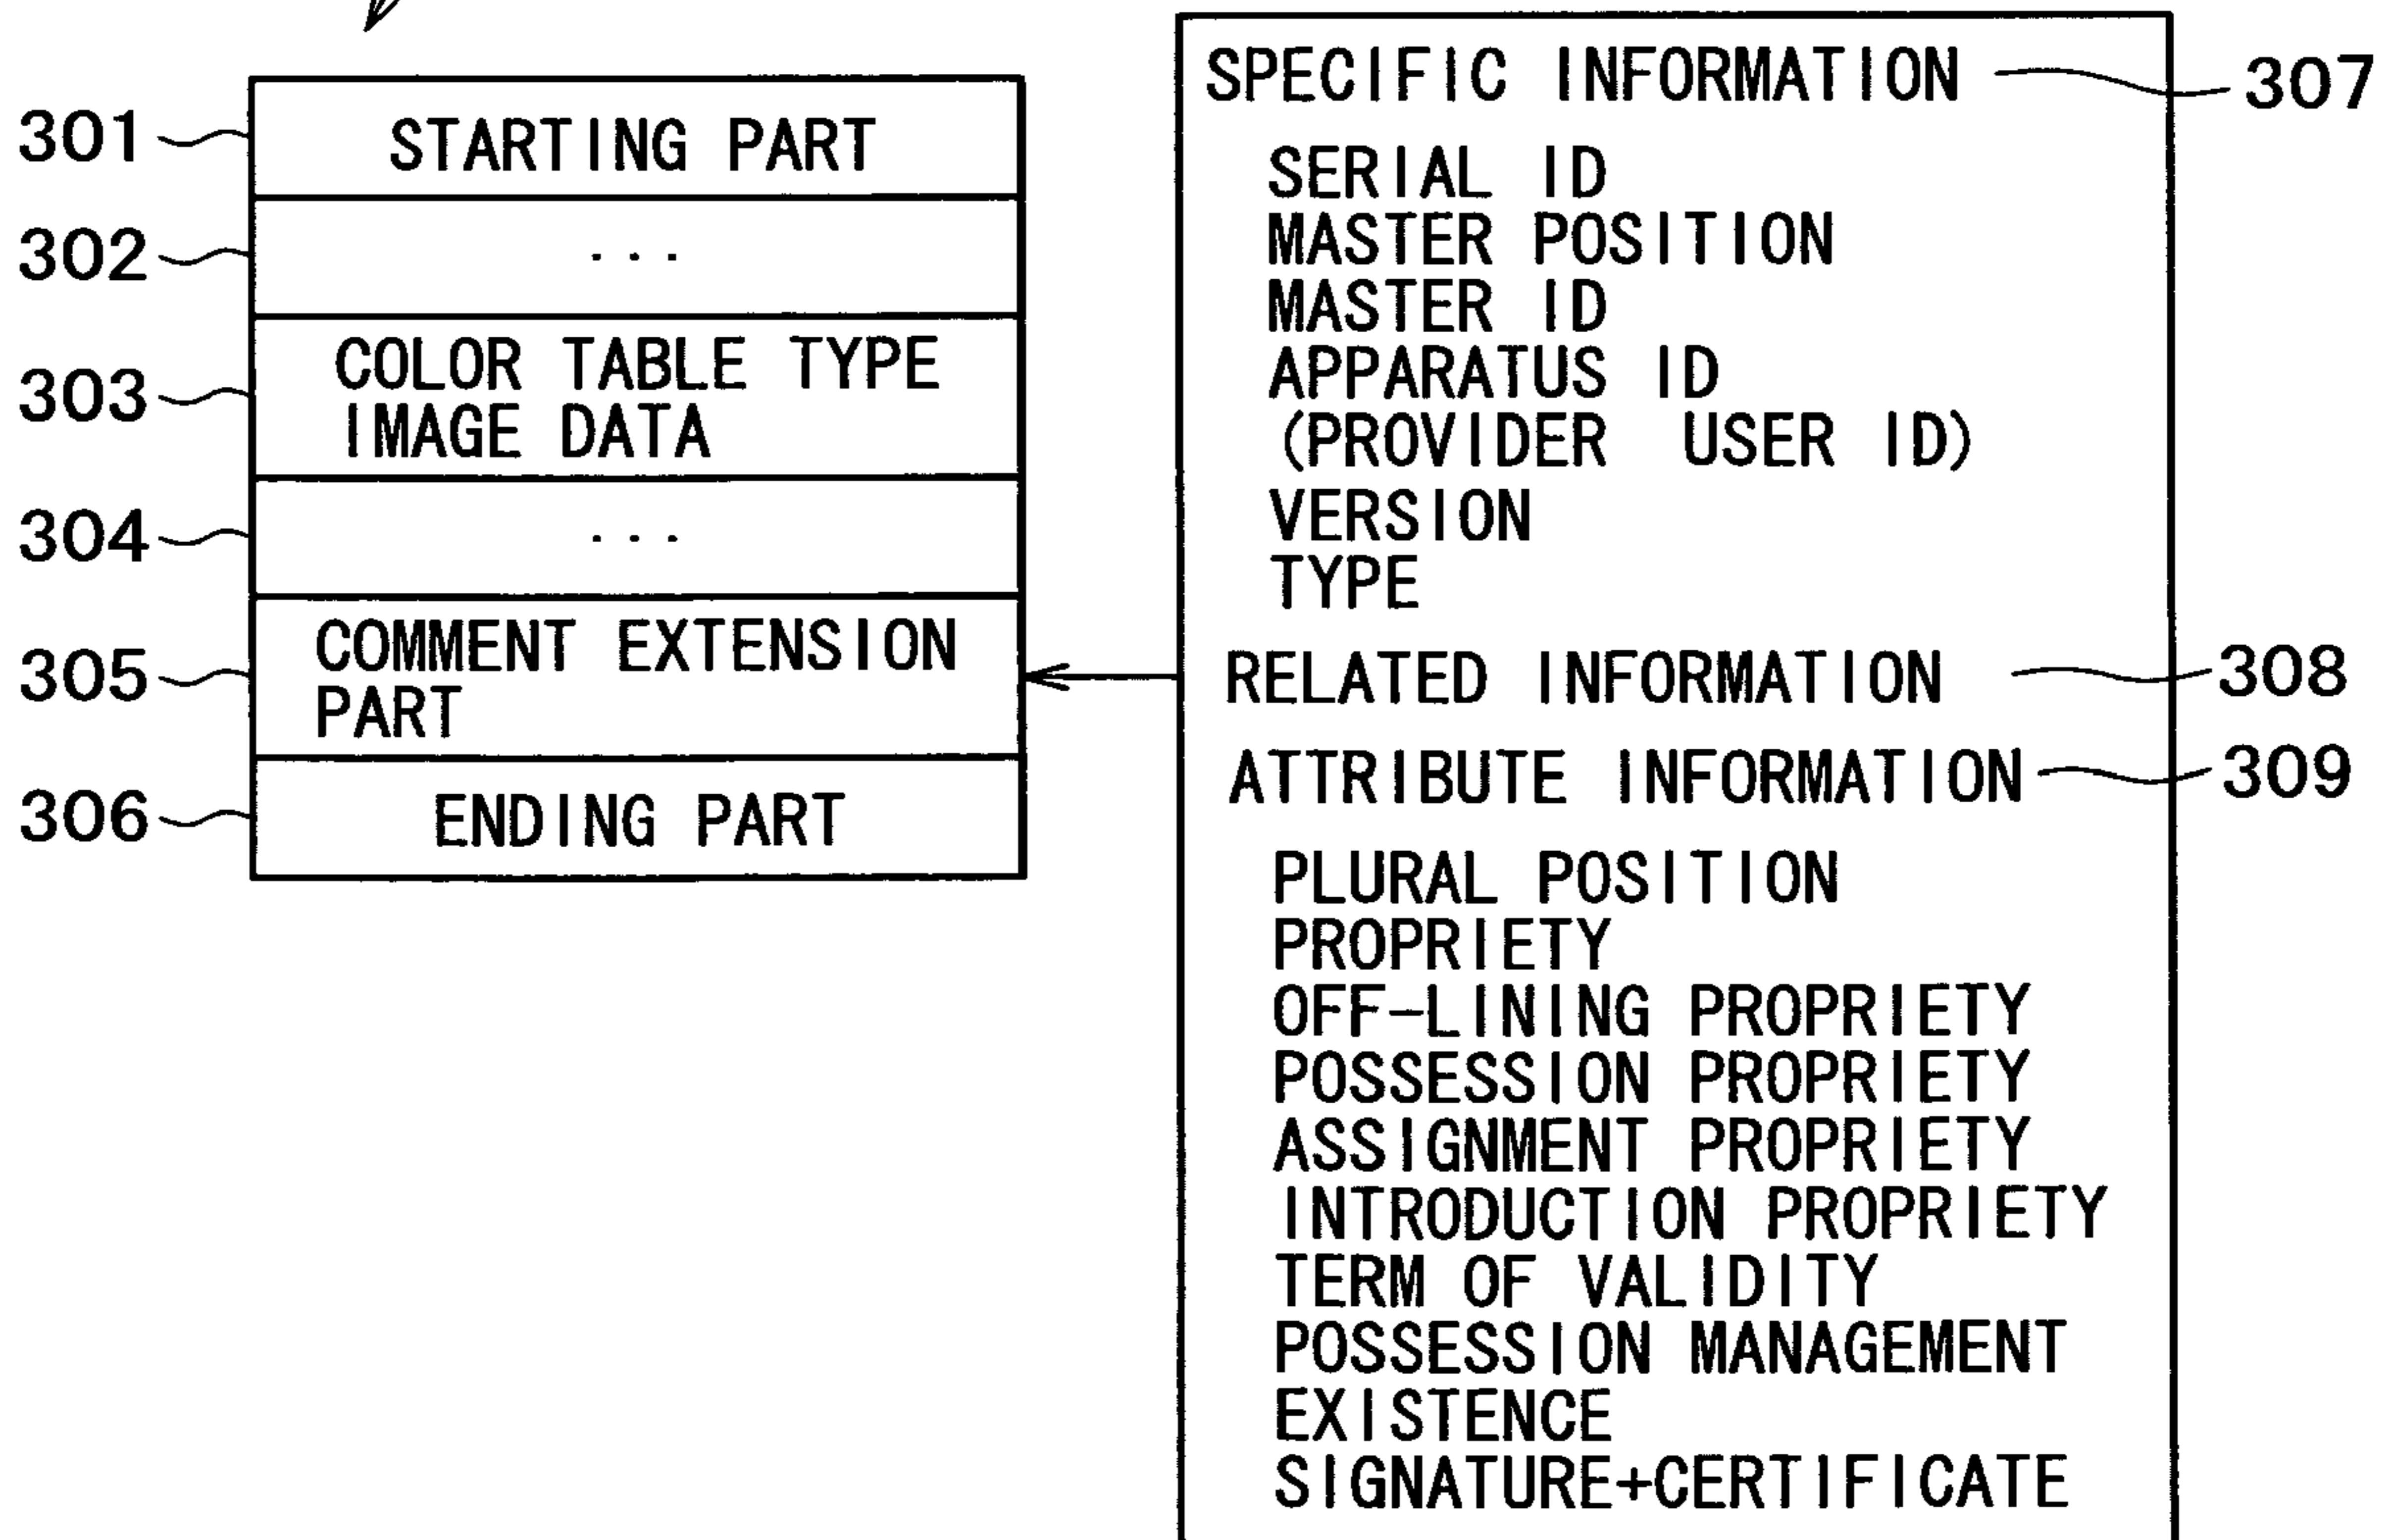 301
STARTING PART
302
...
303
COLOR TABLE TYPE
IMAGE DATA
304
...
305
COMMENT EXTENSION
PART
306
ENDING PART
SPECIFIC INFORMATION
307
SERIAL ID
MASTER POSITION
MASTER ID
APPARATUS ID
(PROVIDER USER ID)
VERSION
TYPE
RELATED INFORMATION
308
ATTRIBUTE INFORMATION
309
PLURAL POSITION
PROPRIETY
OFF-LINING PROPRIETY
POSSESSION PROPRIETY
ASSIGNMENT PROPRIETY
INTRODUCTION PROPRIETY
TERM OF VALIDITY
POSSESSION MANAGEMENT
EXISTENCE
SIGNATURE+CERTIFICATE